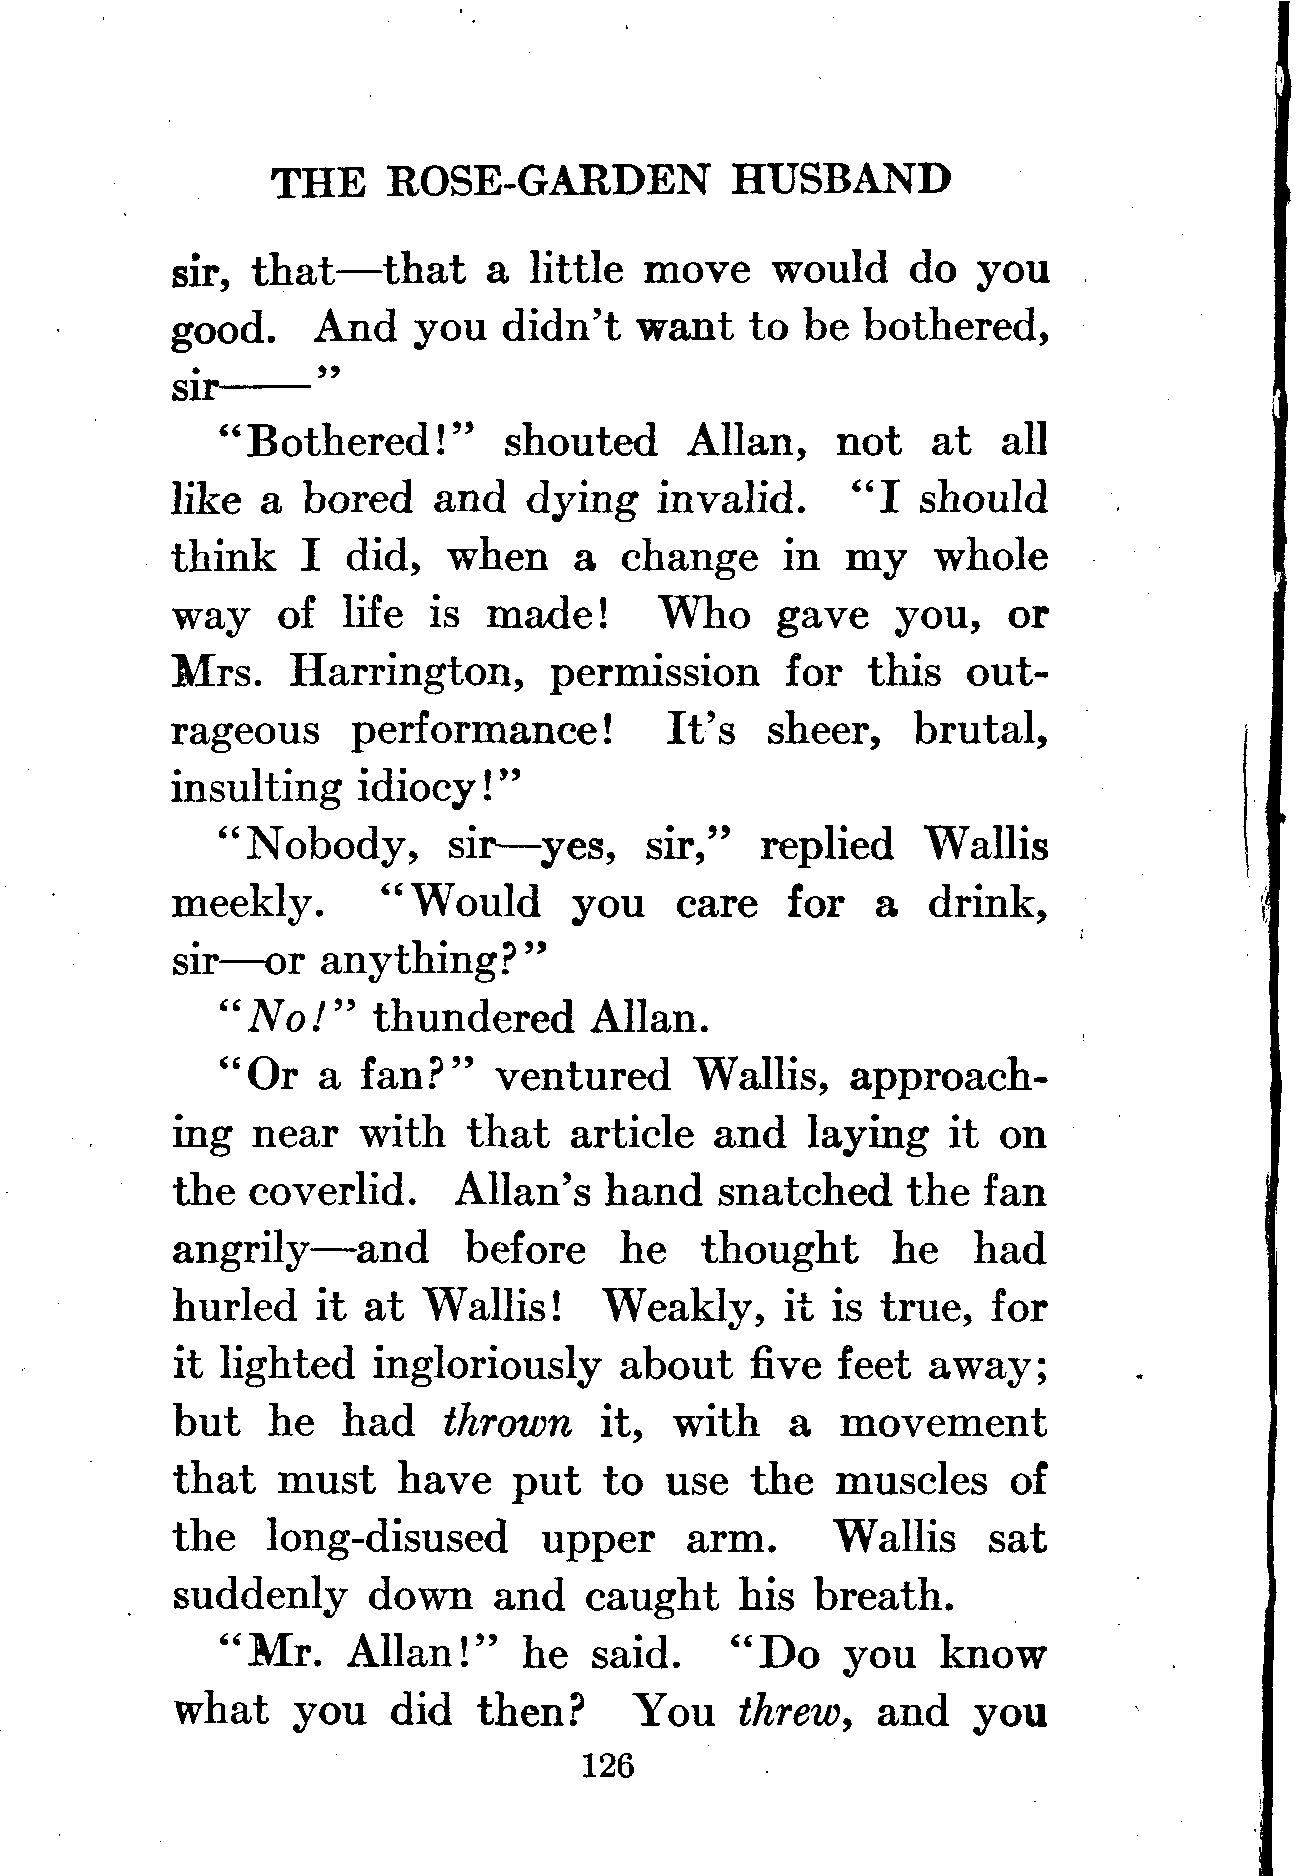 THE ROSE-GARDEN HUSBAND
sir, that—that a little move would do you
good. And you didn't want to be bothered,
sir——"
"Bothered!" shouted Allan, not at all
like a bored and dying invalid. "I should
think I did, when a change in my whole
way of life is made! Who gave you, or
Mrs. Harrington, permission for this out-
rageous performance! It's sheer, brutal,
insulting idiocy!"
"Nobody, sir—yes, sir," replied Wallis
meekly. "Would you care for a drink,
sir—or anything?"
"No!" thundered Allan.
"Or a fan?" ventured Wallis, approach-
ing near with that article and laying it on
the coverlid. Allan's hand snatched the fan
angrily—and before he thought he had
hurled it at Wallis! Weakly, it is true, for
it lighted ingloriously about five feet away;
but he had thrown it, with a movement
that must have put to use the muscles of
the long-disused upper arm. Wallis sat
suddenly down and caught his breath.
"Mr. Allan!" he said. "Do you know
what you did then? You threw, and you
126